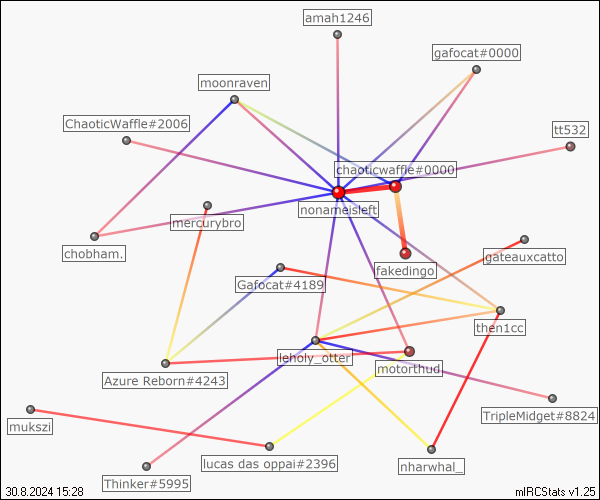 amah1246
gafocat#0000
moonraven
ChaoticWaffle#2006
tt532
chaoticwaffle#0000
nonameisleft
mercurybro
chobham.
gateauxcatto
fakedingo
Gafocat#4189
then1cc
leholy_otter
motorthud
Azure Reborn#4243
TripleMidget#8824
mukszi
lucas das oppai#2396
nharwhal_
Thinker#5995
30.8.2024 15:28
mIRCStats v1.25